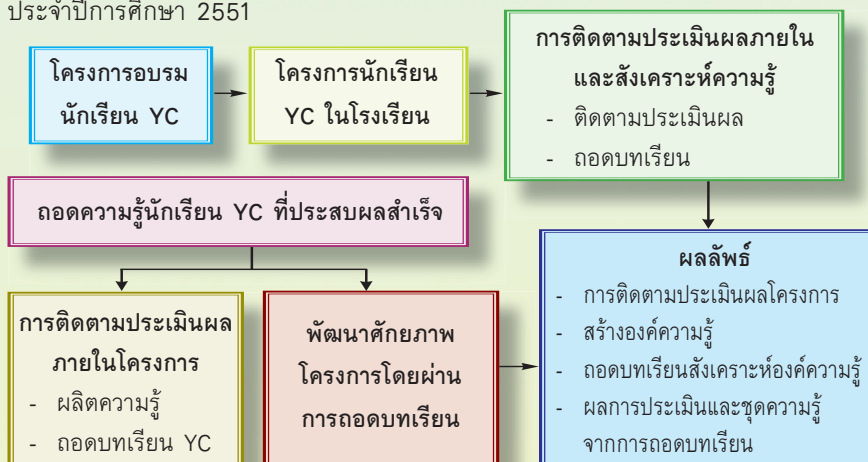 ประจำปีการศึกษา 2551
โครงการอบรม
นักเรียน YC
โครงการนักเรียน
YC ในโรงเรียน
การติดตามประเมินผลภายใน
และสังเคราะห์ความรู้
- ติดตามประเมินผล
- ถอดบทเรียน
ถอดความรู้นักเรียน YC ที่ประสบผลสำเร็จ
การติดตามประเมินผล
ภายในโครงการ
- ผลิตความรู้
- ถอดบทเรียน YC
พัฒนาศักยภาพ
โครงการโดยผ่าน
การถอดบทเรียน
ผลลัพธ์
- การติดตามประเมินผลโครงการ
- สร้างองค์ความรู้
- ถอดบทเรียนสังเคราะห์องค์ความรู้
- ผลการประเมินและชุดความรู้
จากการถอดบทเรียน